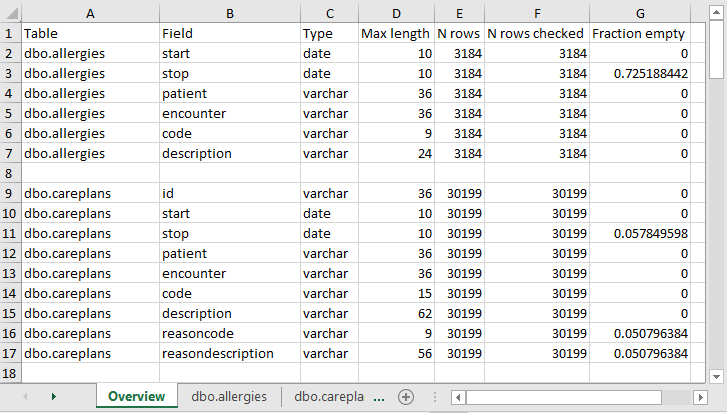 A B C D E F G
1 Table Field Type Max length N rows N rows checked Fraction empty
2 dbo.allergies start date 10 3184 3184 0
3 dbo.allergies stop date 10 3184 3184 0.725188442
4 dbo.allergies patient varchar 36 3184 3184 0
5 dbo.allergies encounter varchar 36 3184 3184 0
6 dbo.allergies code varchar 9 3184 3184 0
7 dbo.allergies description varchar 24 3184 3184 0
8
9 dbo.careplans id varchar 36 30199 30199 0
10 dbo.careplans start date 10 30199 30199 0
11 dbo.careplans stop date 10 30199 30199 0.057849598
12 dbo.careplans patient varchar 36 30199 30199 0
13 dbo.careplans encounter varchar 36 30199 30199 0
14 dbo.careplans code varchar 15 30199 30199 0
15 dbo.careplans description varchar 62 30199 30199 0
16 dbo.careplans reasoncode varchar 9 30199 30199 0.050796384
17 dbo.careplans reasondescription varchar 56 30199 30199 0.050796384
18
Overview dbo.allergies dbo.carepla ...